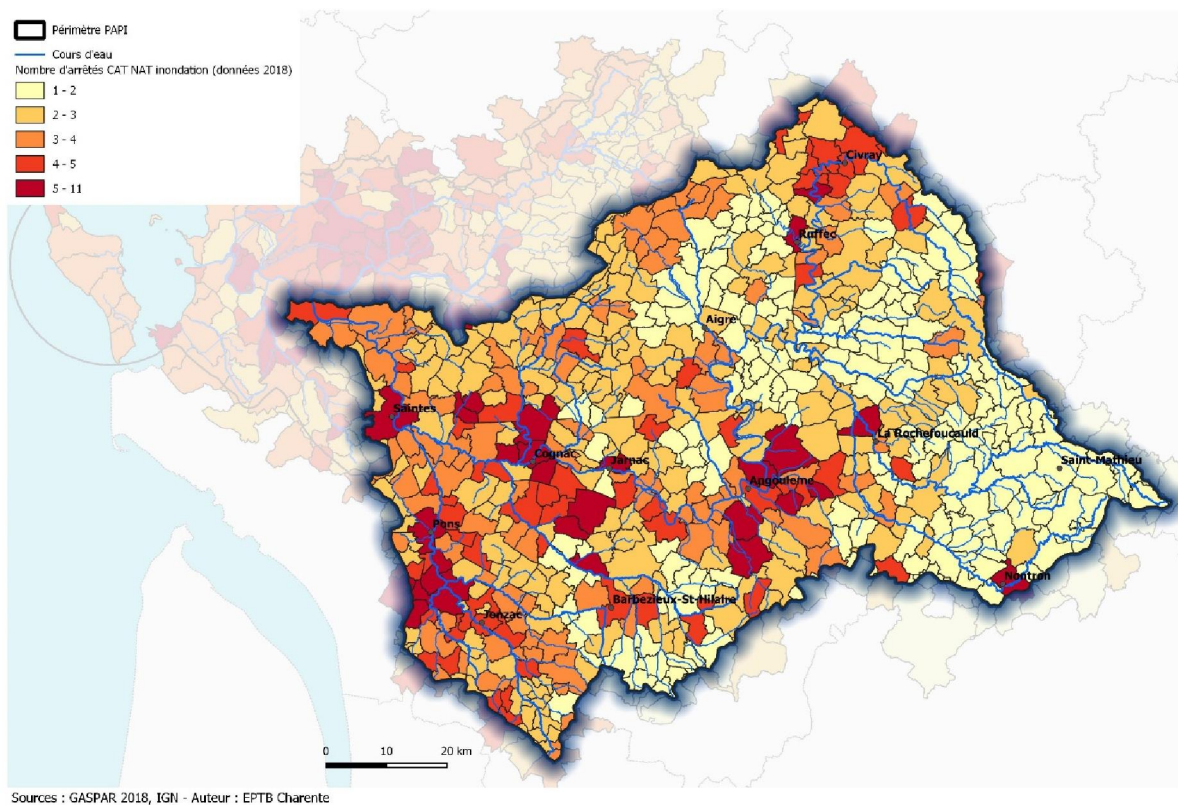 Périmètre PAPI
Cours d'eau
Nombre d'arrêtés CAT NAT inondation (données 2018)
1 - 2
2 - 3
3 - 4
4 - 5
5 - 11
Civray
Ruffec
Aigre
Saintes
La Rochefoucauld
Cognac
Jarnac
Saint-Mathieu
Angoulême
Pons
Nontron
Barbezieux-St-Hilaire
Jonzac
0 10 20 km
Sources : GASPAR 2018, IGN - Auteur : EPTB Charente